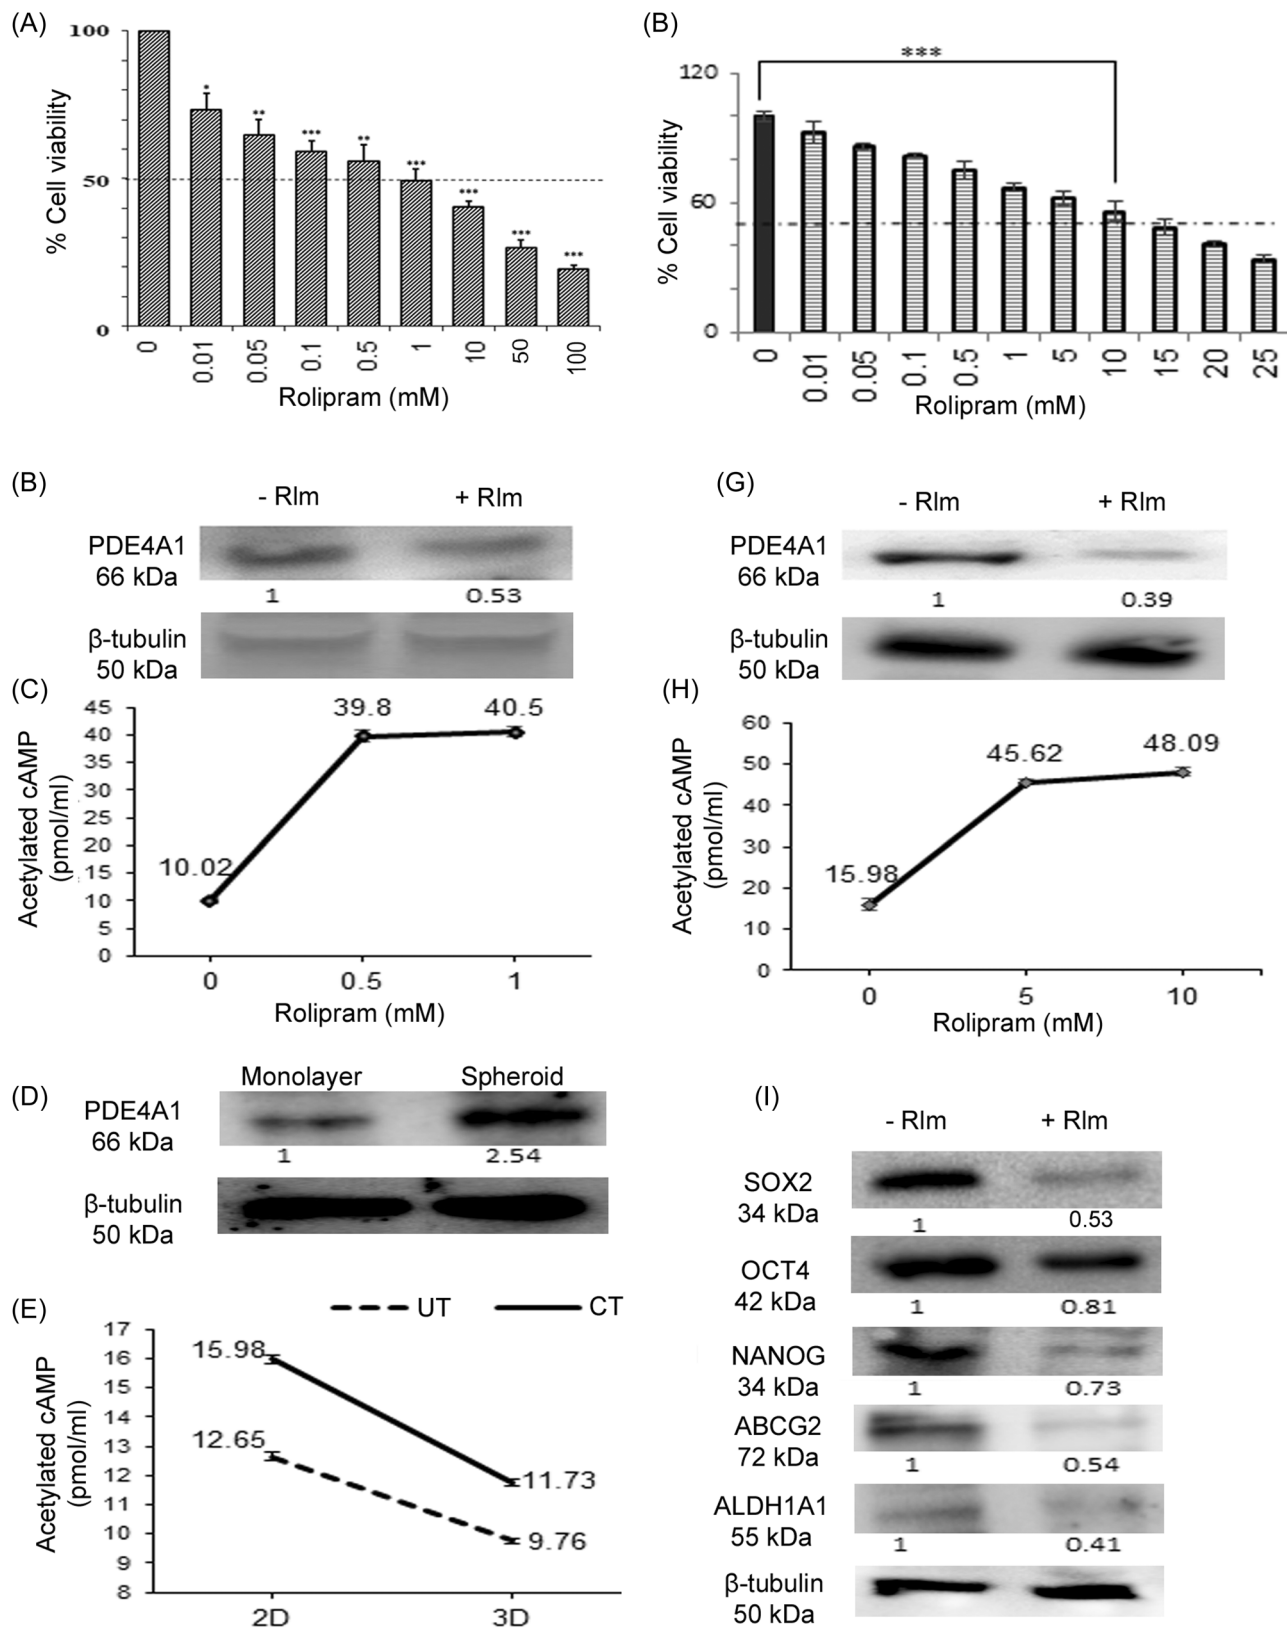 (A)
100
50
0
% Cell viability
*
**
***
**
***
***
***
***
0
0.01
0.05
0.1
0.5
1
10
50
100
Rolipram (mM)
(B)
***
120
60
0
% Cell viability
0
0.01
0.05
0.1
0.5
1
5
10
15
20
25
Rolipram (mM)
(B)
- Rlm + Rlm
PDE4A1
66 kDa
1 0.53
β-tubulin
50 kDa
(G)
- Rlm + Rlm
PDE4A1
66 kDa
1 0.39
β-tubulin
50 kDa
(C)
Acetylated cAMP
(pmol/ml)
45
40
35
30
25
20
15
10
5
0
10.02
39.8
40.5
0 0.5 1
Rolipram (mM)
(H)
Acetylated cAMP
(pmol/ml)
60
50
40
30
20
10
0
15.98
45.62
48.09
0 5 10
Rolipram (mM)
(D)
Monolayer Spheroid
PDE4A1
66 kDa
1 2.54
β-tubulin
50 kDa
(E)
UT CT
Acetylated cAMP
(pmol/ml)
17
16
15
14
13
12
11
10
9
8
15.98
12.65
11.73
9.76
2D 3D
(I)
- Rlm + Rlm
SOX2
34 kDa
1 0.53
OCT4
42 kDa
1 0.81
NANOG
34 kDa
1 0.73
ABCG2
72 kDa
1 0.54
ALDH1A1
55 kDa
1 0.41
β-tubulin
50 kDa